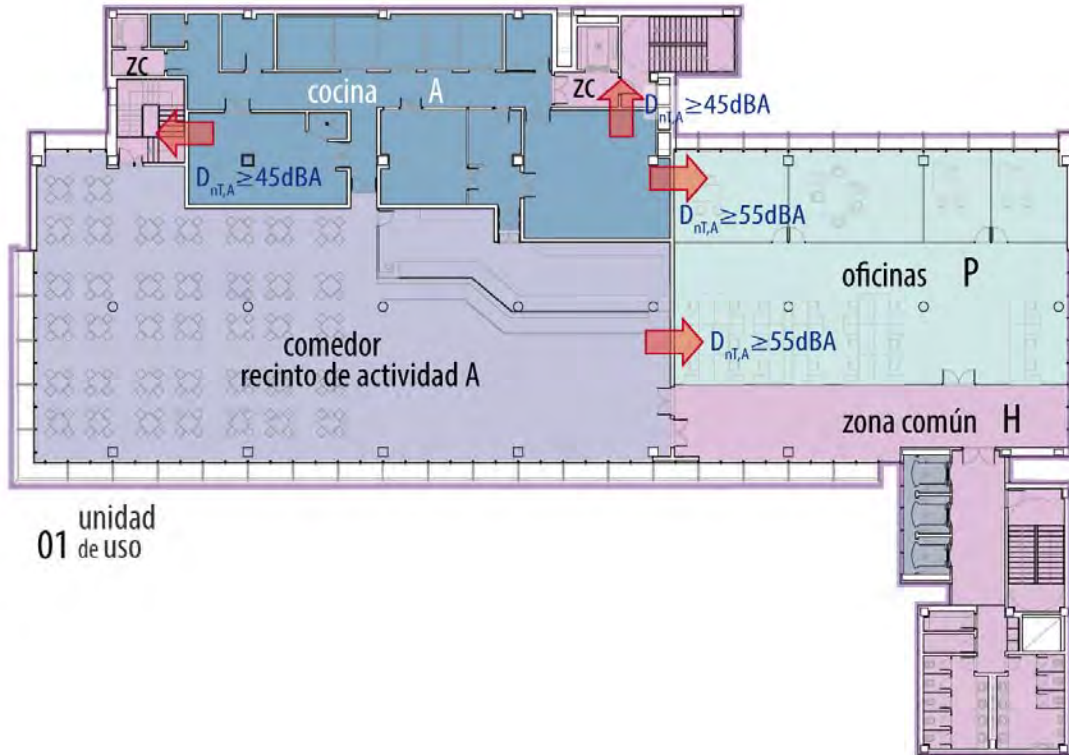 zc
cocina A
zc
DnT,A ≥45dBA
DnT,A ≥45dBA
DnT,A ≥55dBA
oficinas P
DnT,A ≥55dBA
comedor
recinto de actividad A
zona común H
01 unidad
de uso